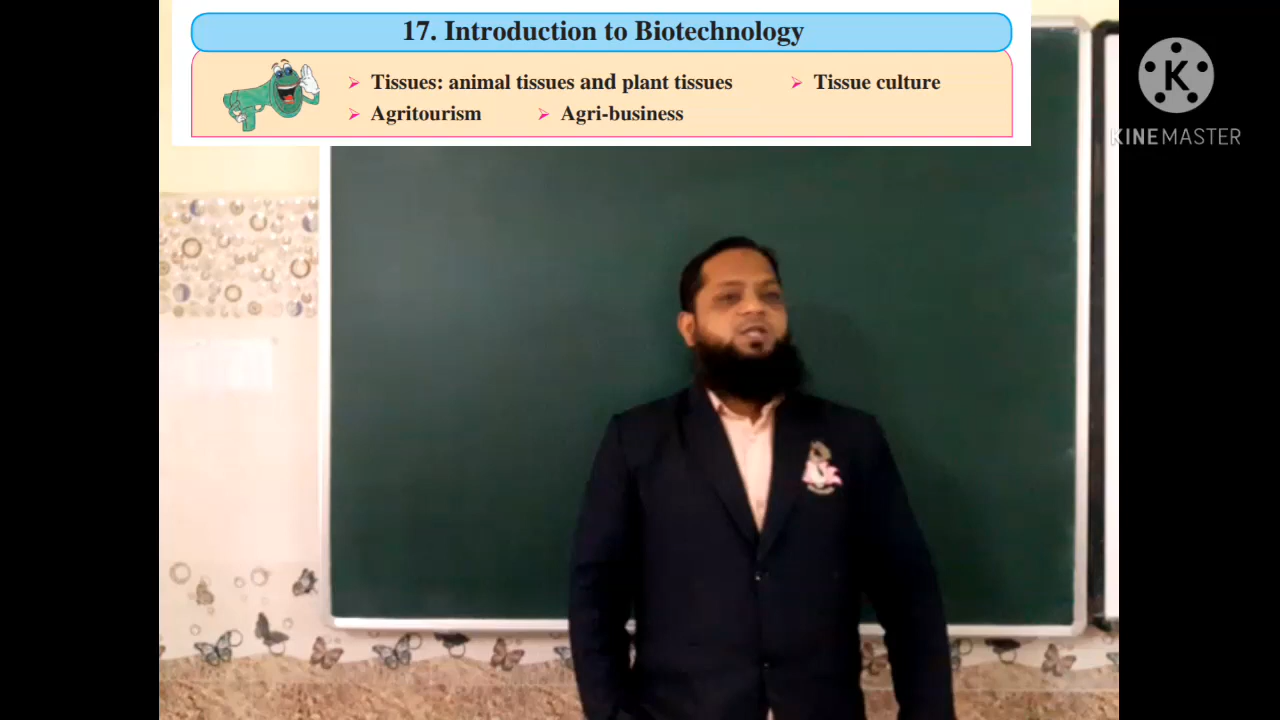 17. Introduction to Biotechnology
➢ Tissues: animal tissues and plant tissues ➢ Tissue culture
➢ Agritourism ➢ Agri-business
K
KINEMASTER